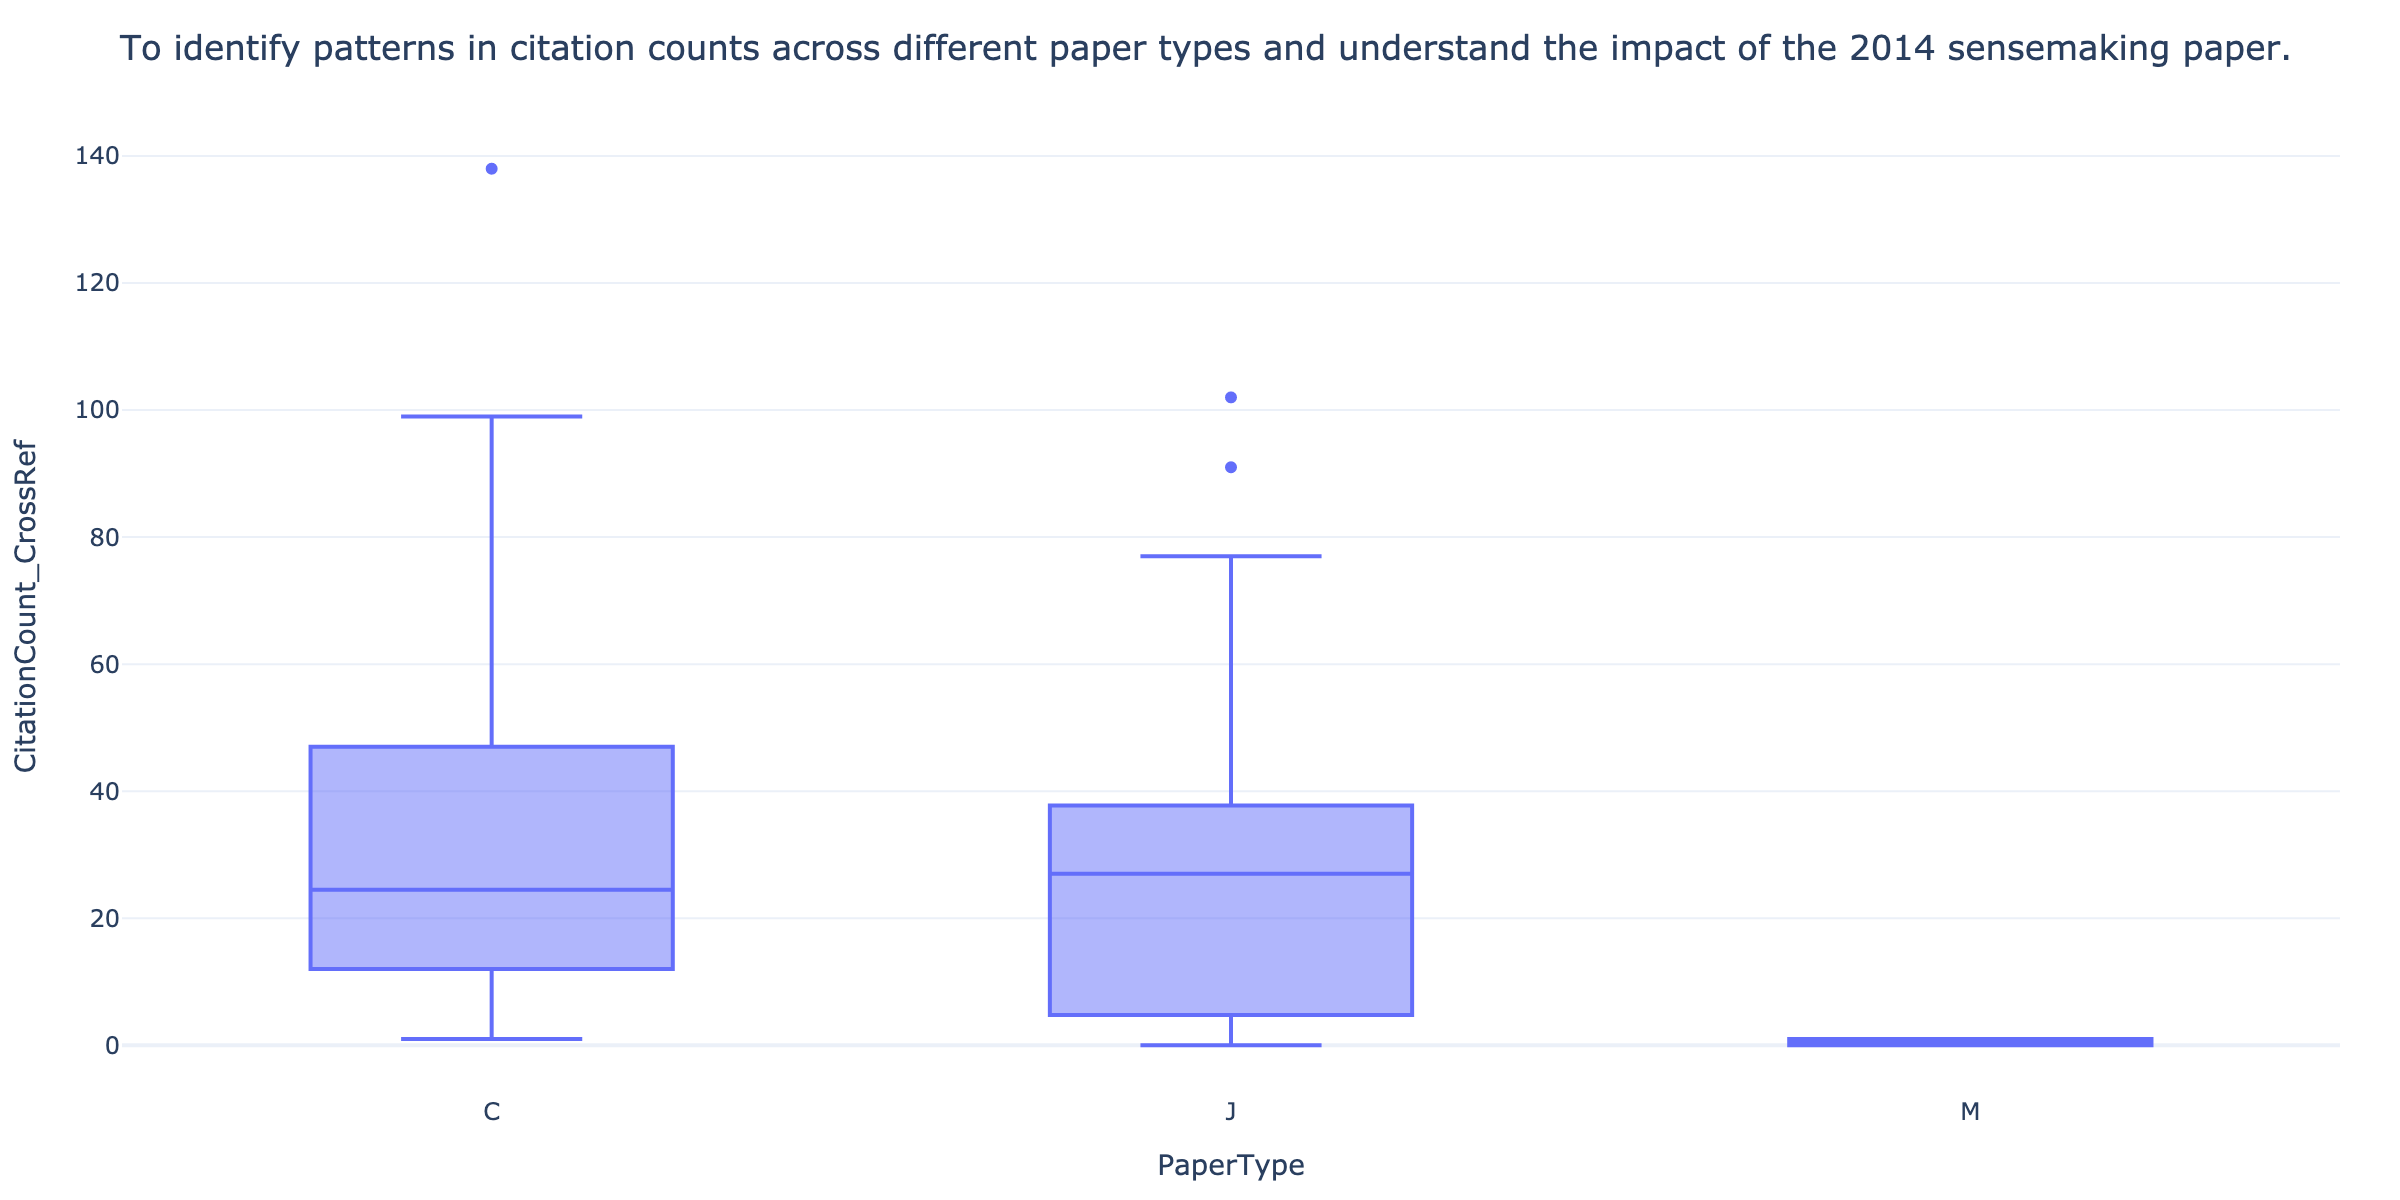 To identify patterns in citation counts across different paper types and understand the impact of the 2014 sensemaking paper.
140
120
100
80
60
40
20
0
CitationCount_CrossRef
C
J
M
PaperType